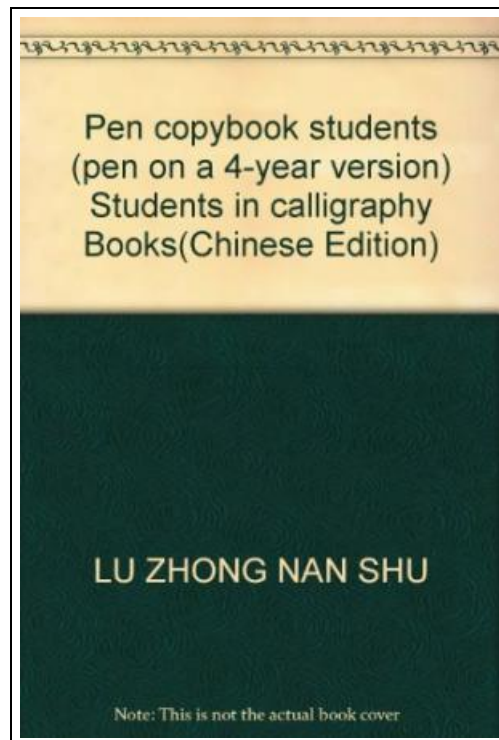 Pen copybook students
(pen on a 4-year version)
Students in calligraphy
Books(Chinese Edition)
LU ZHONG NAN SHU
Note: This is not the actual book cover